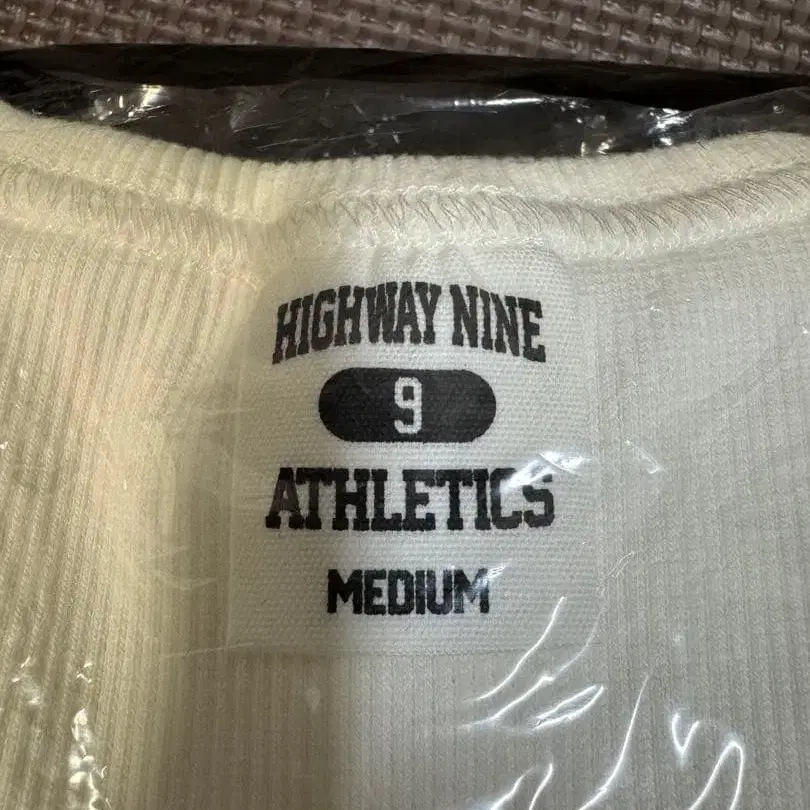 HIGHWAY NINE
9
ATHLETICS
MEDIUM